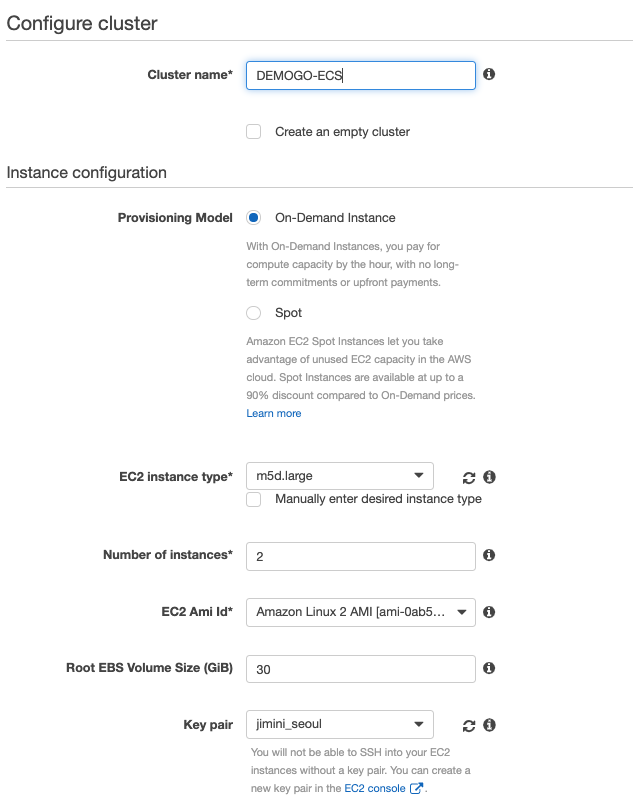 Configure cluster
Cluster name* DEMOGO-ECS
Create an empty cluster
Instance configuration
Provisioning Model On-Demand Instance
With On-Demand Instances, you pay for
compute capacity by the hour, with no long-
term commitments or upfront payments.
Spot
Amazon EC2 Spot Instances let you take
advantage of unused EC2 capacity in the AWS
cloud. Spot Instances are available at up to a
90% discount compared to On-Demand prices.
Learn more
EC2 instance type* m5d.large
Manually enter desired instance type
Number of instances* 2
EC2 Ami Id* Amazon Linux 2 AMI [ami-0ab5...
Root EBS Volume Size (GiB) 30
Key pair jimini_seoul
You will not be able to SSH into your EC2
instances without a key pair. You can create a
new key pair in the EC2 console .